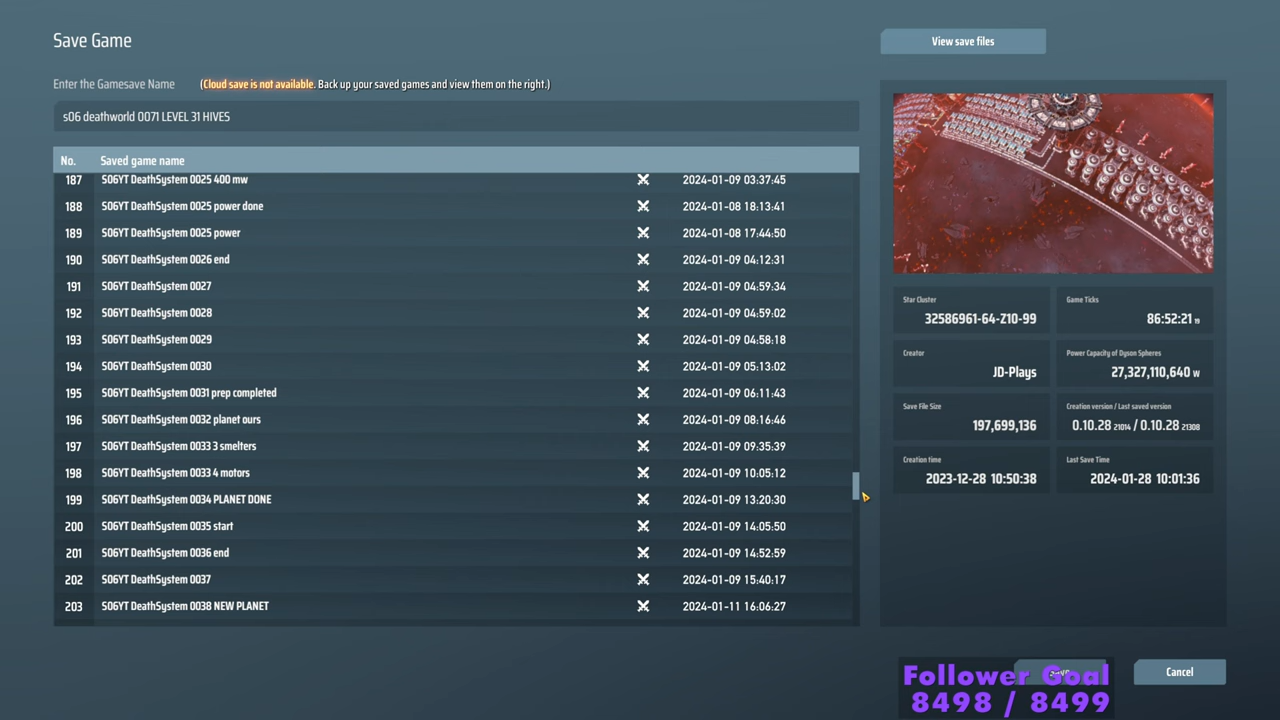 Save Game
View save files
Enter the Gamesave Name (Cloud save is not available. Back up your saved games and view them on the right.)
s06 deathworld 0071 LEVEL 31 HIVES
No. Saved game name
187 S06YT DeathSystem 0025 400 mw 2024-01-09 03:37:45
188 S06YT DeathSystem 0025 power done 2024-01-08 18:13:41
189 S06YT DeathSystem 0025 power 2024-01-08 17:44:50
190 S06YT DeathSystem 0026 end 2024-01-09 04:12:31
191 S06YT DeathSystem 0027 2024-01-09 04:59:34
192 S06YT DeathSystem 0028 2024-01-09 04:59:02
193 S06YT DeathSystem 0029 2024-01-09 04:58:18
194 S06YT DeathSystem 0030 2024-01-09 05:13:02
195 S06YT DeathSystem 0031 prep completed 2024-01-09 06:11:43
196 S06YT DeathSystem 0032 planet ours 2024-01-09 08:16:46
197 S06YT DeathSystem 0033 3 smelters 2024-01-09 09:35:39
198 S06YT DeathSystem 0033 4 motors 2024-01-09 10:05:12
199 S06YT DeathSystem 0034 PLANET DONE 2024-01-09 13:20:30
200 S06YT DeathSystem 0035 start 2024-01-09 14:05:50
201 S06YT DeathSystem 0036 end 2024-01-09 14:52:59
202 S06YT DeathSystem 0037 2024-01-09 15:40:17
203 S06YT DeathSystem 0038 NEW PLANET 2024-01-11 16:06:27
Star Cluster
32586961-64-Z10-99
Game Ticks
86:52:21 19
Creator
JD-Plays
Power Capacity of Dyson Spheres
27,327,110,640 W
Save File Size
197,699,136
Creation version / Last saved version
0.10.28 21014 / 0.10.28 21308
Creation time
2023-12-28 10:50:38
Last Save Time
2024-01-28 10:01:36
Save
Cancel
Follower Goal
8498 / 8499